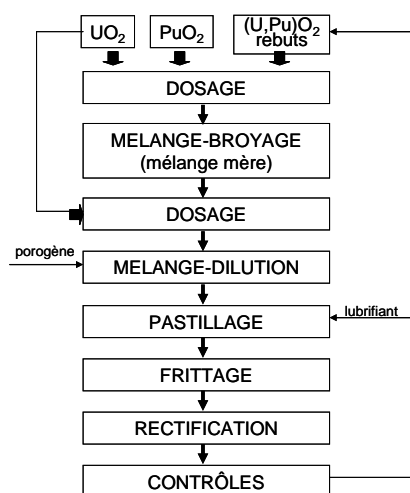 UO₂
PuO₂
(U,Pu)O₂
rebuts
DOSAGE
MELANGE-BROYAGE
(mélange mère)
DOSAGE
porogène
MELANGE-DILUTION
PASTILLAGE
lubrifiant
FRITTAGE
RECTIFICATION
CONTRÔLES